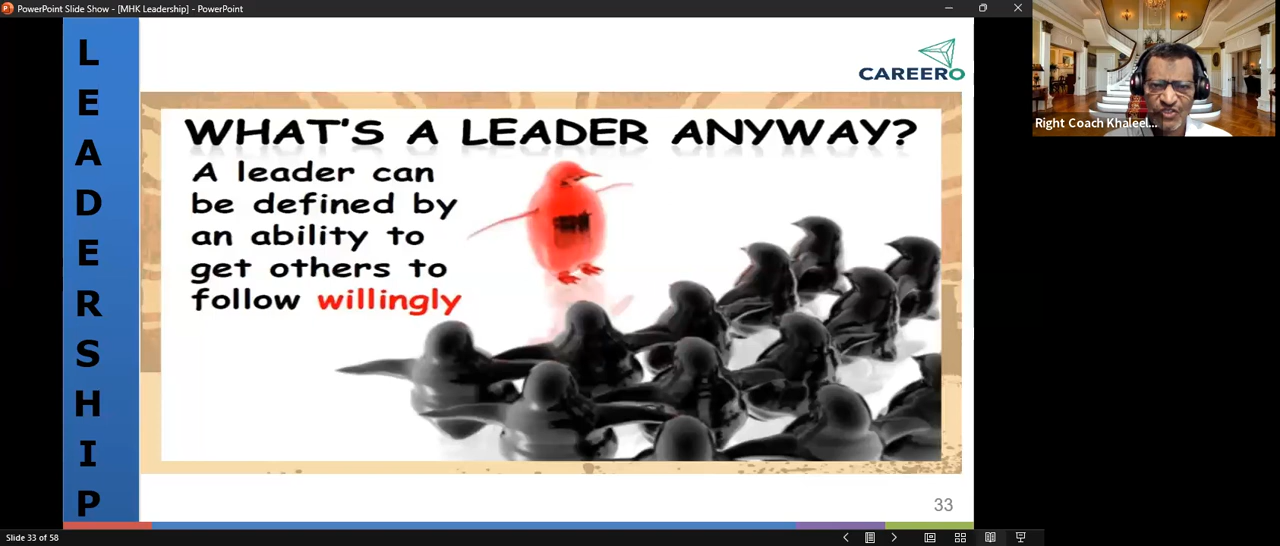 PowerPoint Slide Show - [MHK Leadership] - PowerPoint
LEADERSHIP
CAREERO
WHAT'S A LEADER ANYWAY?
A leader can
be defined by
an ability to
get others to
follow willingly
33
Right Coach Khaleel...
Slide 33 of 58